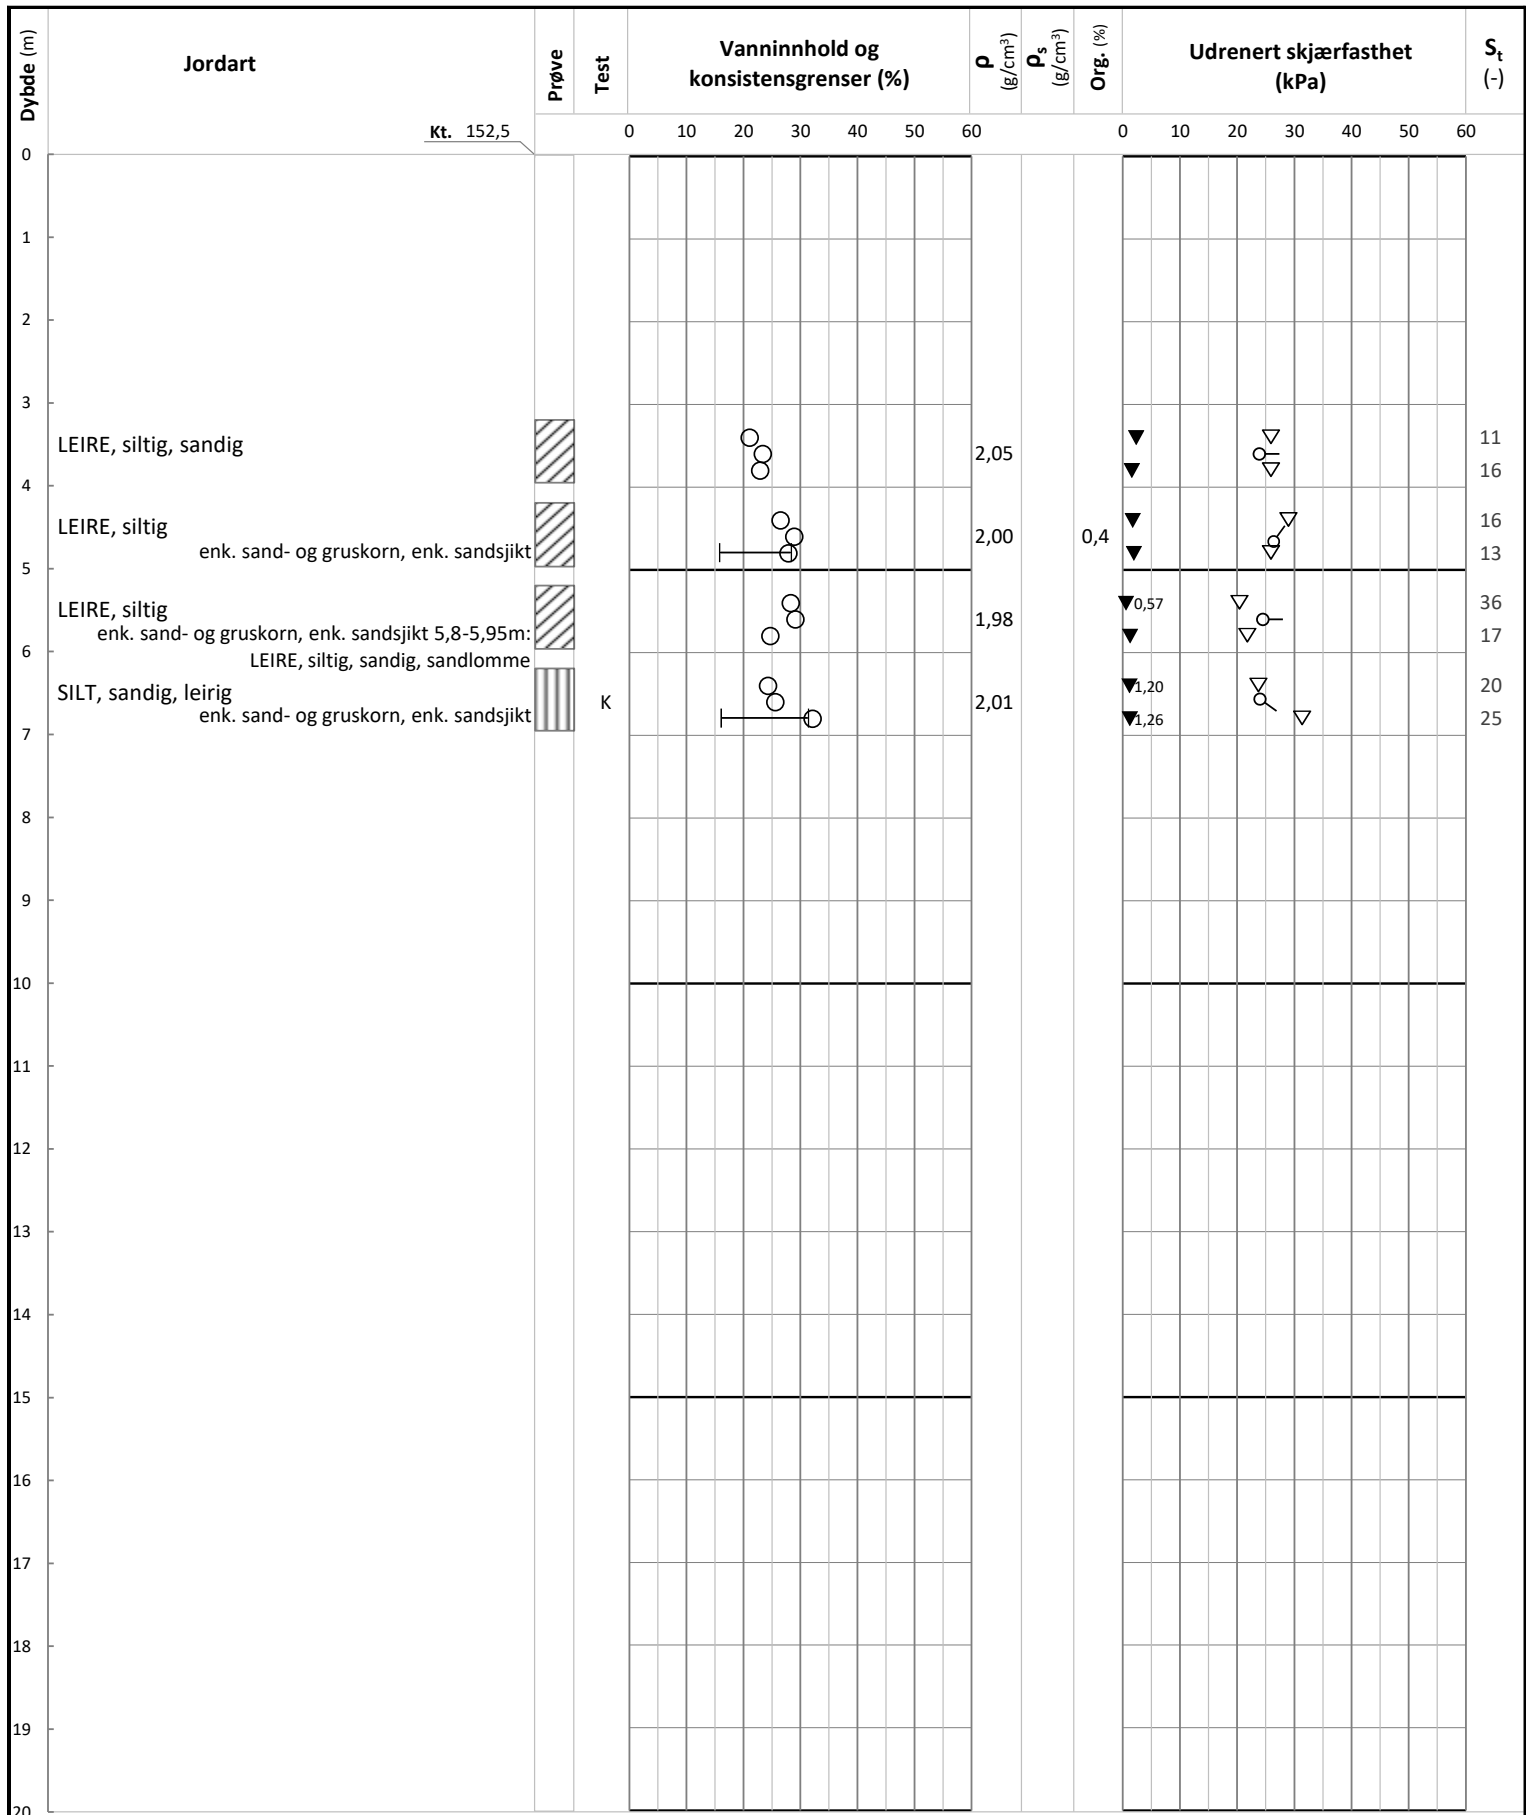 Dybde (m)
Jordart
Prøve
Test
Vanninnhold og
konsistensgrenser (%)
ρ
(g/cm³)
ρs
(g/cm³)
Org. (%)
Udrenert skjærfasthet
(kPa)
St
(-)
Kt. 152,5
0 10 20 30 40 50 60
0 10 20 30 40 50 60
0
1
2
3
LEIRE, siltig, sandig
2,05
11
16
4
LEIRE, siltig
enk. sand- og gruskorn, enk. sandsjikt
2,00
0,4
16
13
5
LEIRE, siltig
enk. sand- og gruskorn, enk. sandsjikt 5,8-5,95m:
LEIRE, siltig, sandig, sandlomme
1,98
0,57
36
17
6
SILT, sandig, leirig
enk. sand- og gruskorn, enk. sandsjikt
K
2,01
1,20
20
1,26
25
7
8
9
10
11
12
13
14
15
16
17
18
19
20